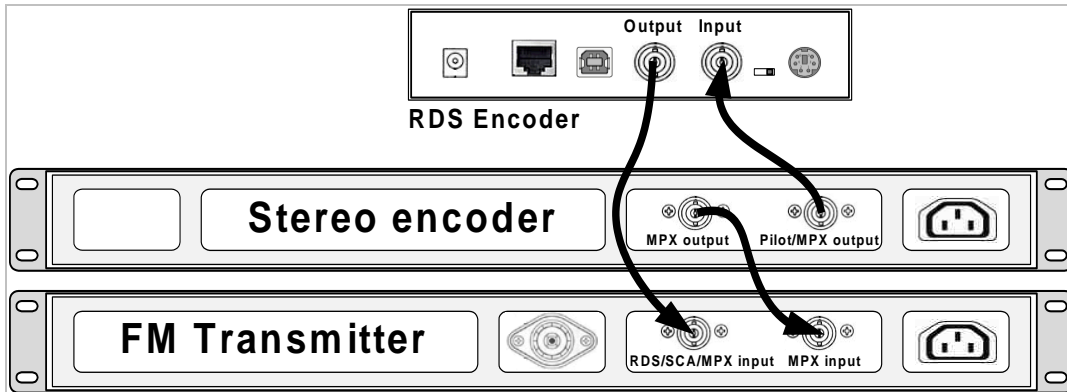 Output Input
RDS Encoder
Stereo encoder
MPX output Pilot/MPX output
FM Transmitter
RDS/SCA/MPX input MPX input